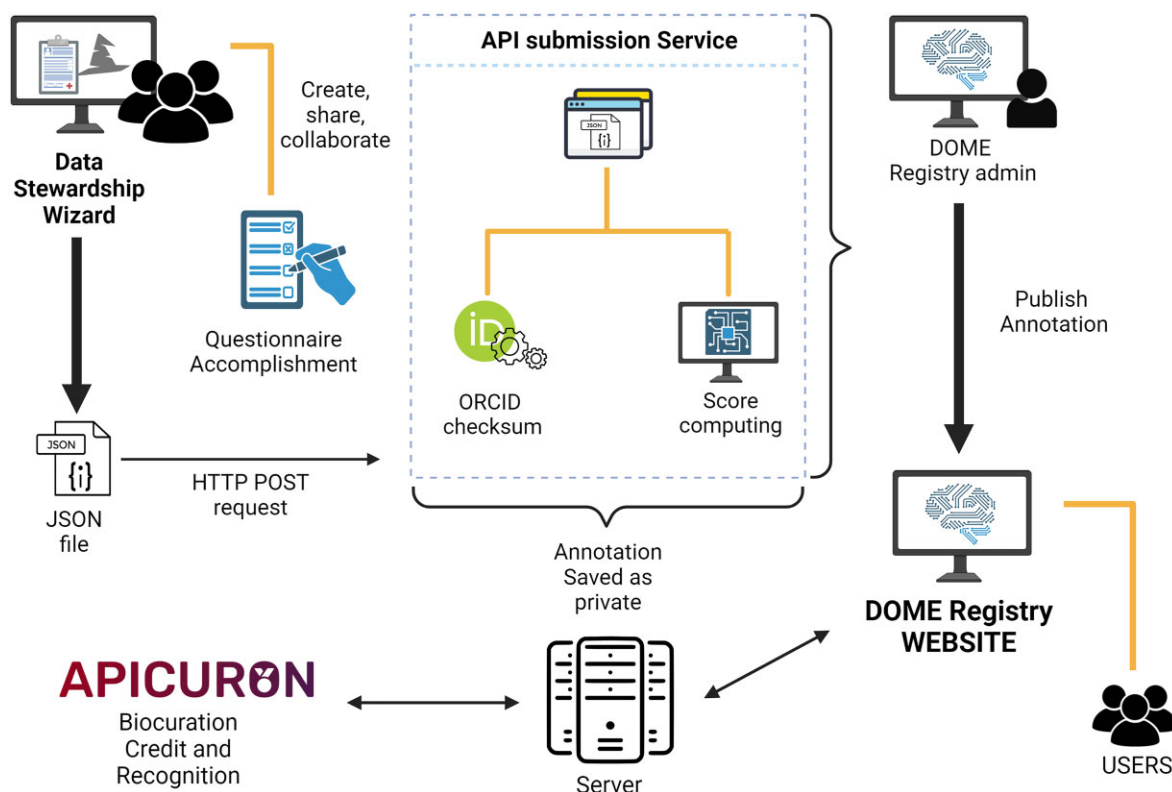 Data
Stewardship
Wizard
Create,
share,
collaborate
Questionnaire
Accomplishment
JSON
{i}
JSON
file
HTTP POST
request
API submission Service
JSON
{i}
iD
ORCID
checksum
Score
computing
Annotation
Saved as
private
DOME
Registry admin
Publish
Annotation
DOME Registry
WEBSITE
USERS
APICURON
Biocuration
Credit and
Recognition
Server